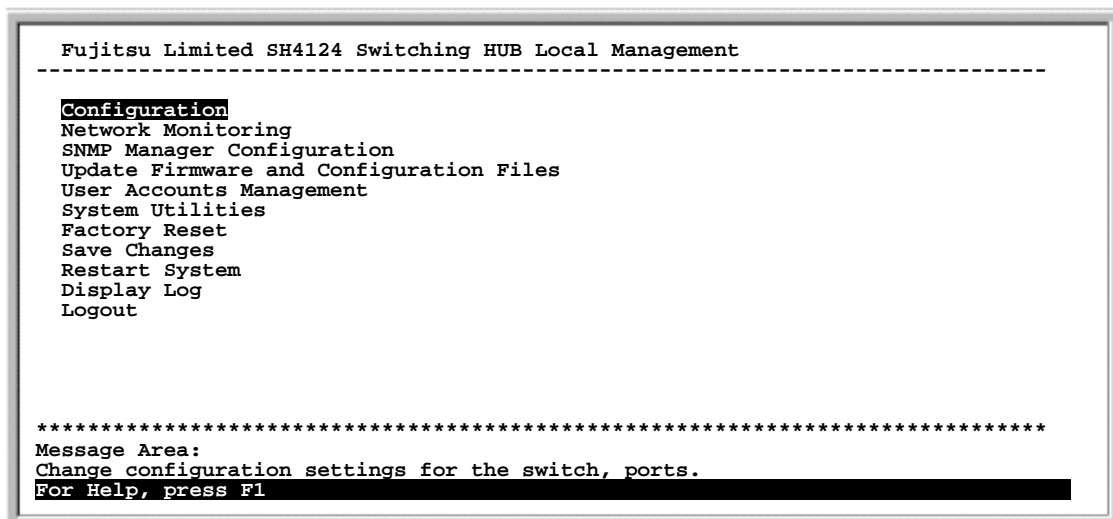 Fujitsu Limited SH4124 Switching HUB Local Management
-------------------------------------------------------------------------------
Configuration
Network Monitoring
SNMP Manager Configuration
Update Firmware and Configuration Files
User Accounts Management
System Utilities
Factory Reset
Save Changes
Restart System
Display Log
Logout
*******************************************************************************
Message Area:
Change configuration settings for the switch, ports.
For Help, press F1